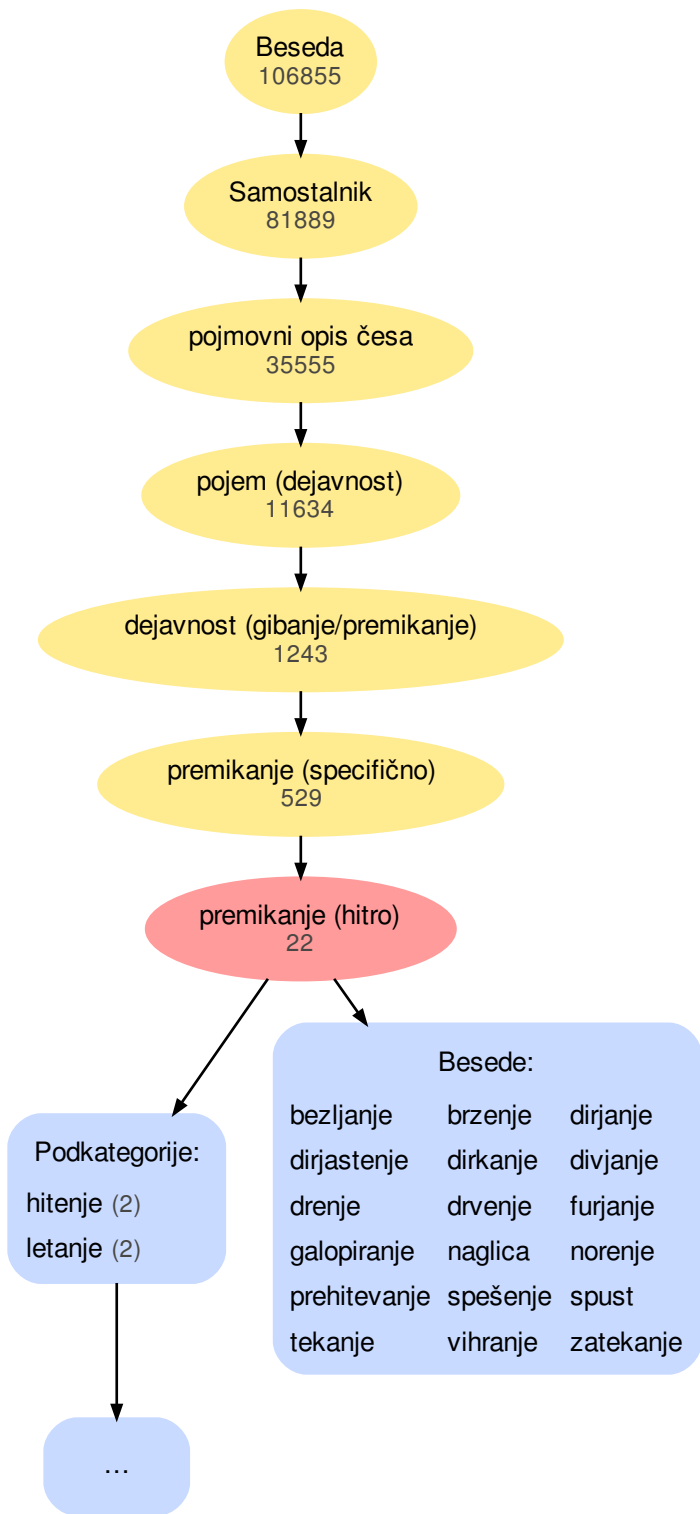 Beseda
106855
Samostalnik
81889
pojmovni opis česa
35555
pojem (dejavnost)
11634
dejavnost (gibanje/premikanje)
1243
premikanje (specifično)
529
premikanje (hitro)
22
Podkategorije:
hitenje (2)
letanje (2)
...
Besede:
bezljanje brzenje dirjanje
dirjastenje dirkanje divjanje
drenje drvenje furjanje
galopiranje naglica norenje
prehitevanje spešenje spust
tekanje vihranje zatekanje